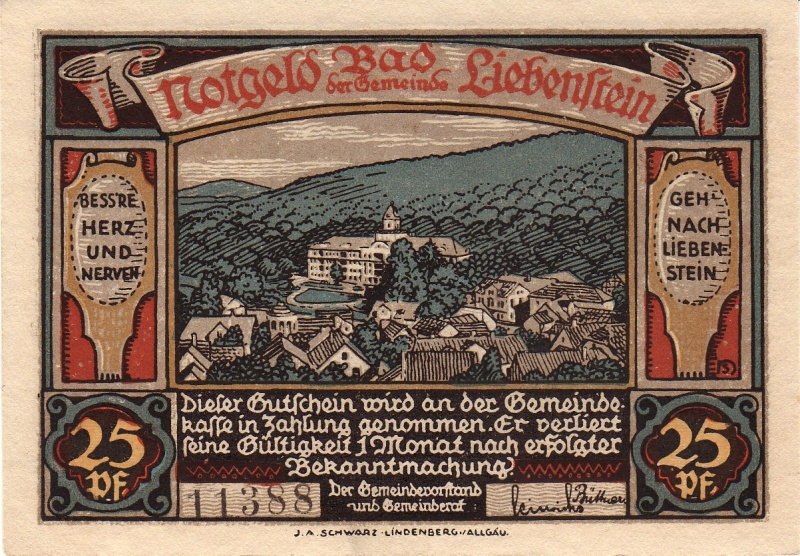 Notgeld Bad Liebenstein
der Gemeinde
BESS'RE
HERZ
UND
NERVEN
GEH'
NACH
LIEBEN-
STEIN
Dieser Gutschein wird an der Gemeinde-
kasse in Zahlung genommen. Er verliert
seine Gültigkeit 1 Monat nach erfolgter
Bekanntmachung.
25
P.F.
25
P.F.
11388
Der Gemeindevorstand
und Gemeinderat
Büttner
J. A. SCHWARZ-LINDENBERG./ALLGÄU.